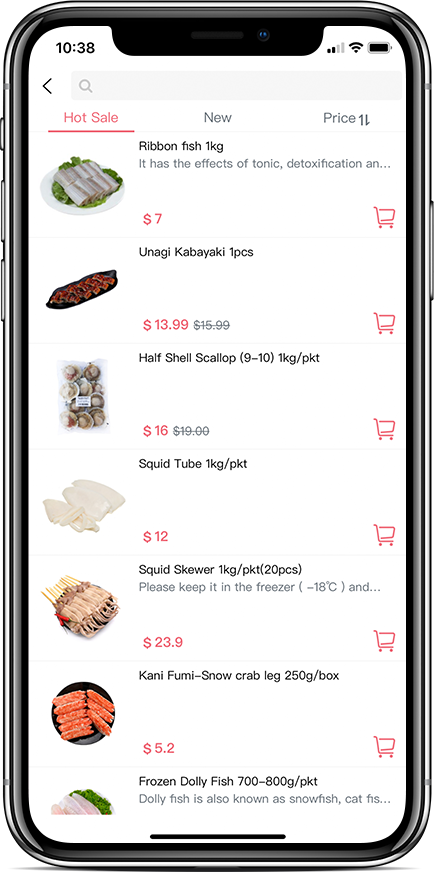 10:38
Hot Sale
New
Price
Ribbon fish 1kg
It has the effects of tonic, detoxification an...
$ 7
Unagi Kabayaki 1pcs
$ 13.99 $15.99
Half Shell Scallop (9-10) 1kg/pkt
$ 16 $19.00
Squid Tube 1kg/pkt
$ 12
Squid Skewer 1kg/pkt(20pcs)
Please keep it in the freezer ( -18℃ ) and...
$ 23.9
Kani Fumi-Snow crab leg 250g/box
$ 5.2
Frozen Dolly Fish 700-800g/pkt
Dolly fish is also known as snowfish, cat fis...